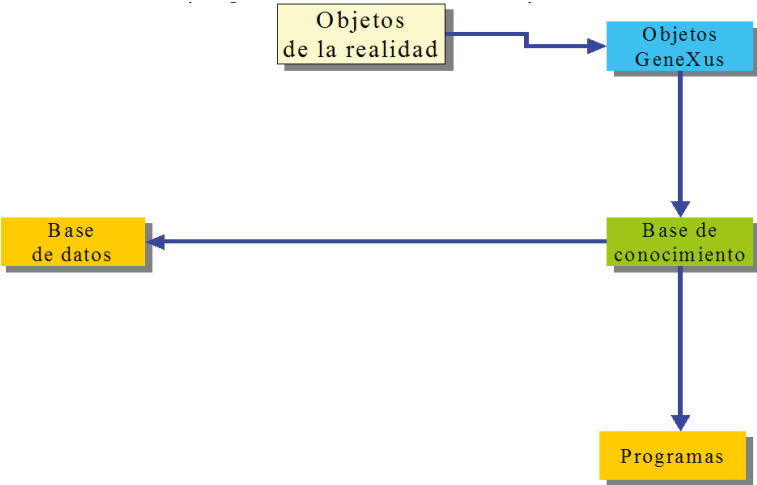 Objetos
de la realidad
Objetos
GeneXus
Base
de datos
Base de
conocimiento
Programas